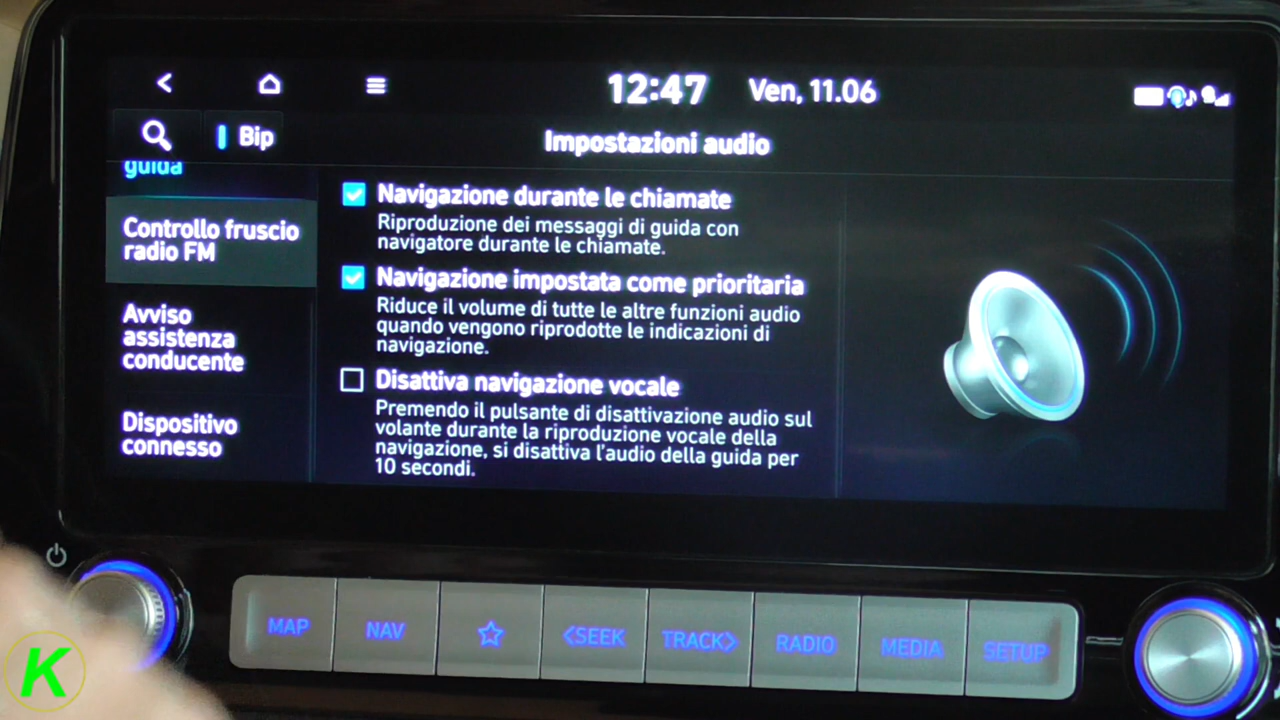 12:47 Ven, 11.06
Bip
Impostazioni audio
guida
Controllo fruscio
radio FM
Avviso
assistenza
conducente
Dispositivo
connesso
Navigazione durante le chiamate
Riproduzione dei messaggi di guida con
navigatore durante le chiamate.
Navigazione impostata come prioritaria
Riduce il volume di tutte le altre funzioni audio
quando vengono riprodotte le indicazioni di
navigazione.
Disattiva navigazione vocale
Premendo il pulsante di disattivazione audio sul
volante durante la riproduzione vocale della
navigazione, si disattiva l'audio della guida per
10 secondi.
MAP NAV <SEEK TRACK> RADIO MEDIA SETUP
K